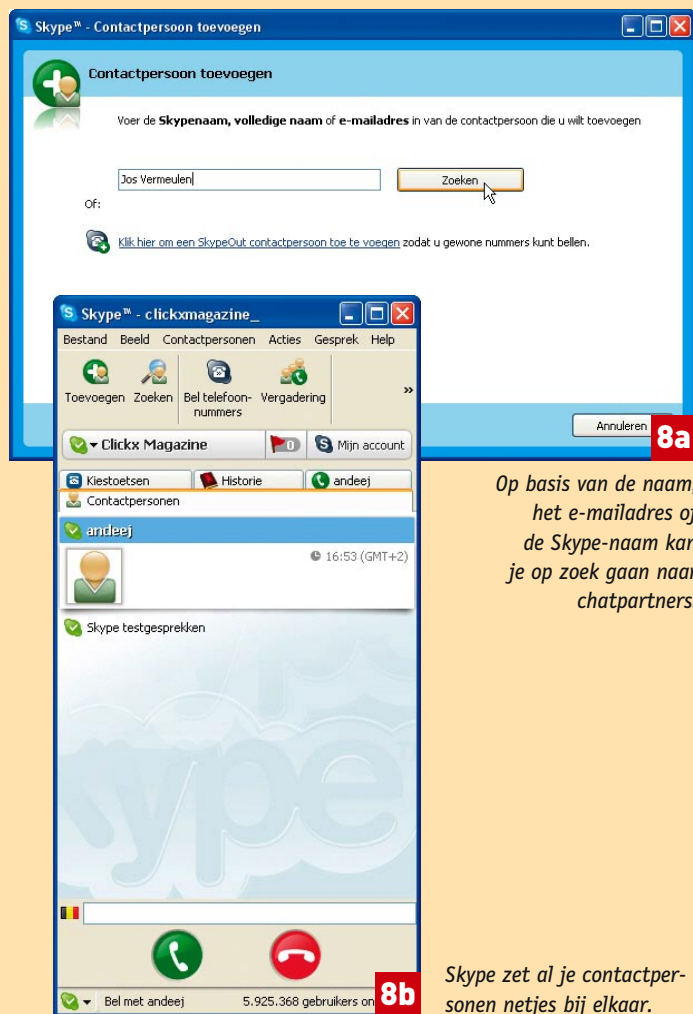 Skype™ - Contactpersoon toevoegen
Contactpersoon toevoegen
Voer de Skypenaam, volledige naam of e-mailadres in van de contactpersoon die u wilt toevoegen
Jos Vermeulen
Zoeken
Of:
Klik hier om een SkypeOut contactpersoon toe te voegen zodat u gewone nummers kunt bellen.
Annuleren
8a
Op basis van de naam,
het e-mailadres of
de Skype-naam kan
je op zoek gaan naar
chatpartners.
Skype™ - clickxmagazine_
Bestand Beeld Contactpersonen Acties Gesprek Help
Toevoegen Zoeken Bel telefoon- Vergadering »
nummers
Clickx Magazine 0 Mijn account
Kiestoetsen Historie andeej
Contactpersonen
andeej
16:53 (GMT+2)
Skype testgesprekken
Bel met andeej 5.925.368 gebruikers on
8b
Skype zet al je contactper-
sonen netjes bij elkaar.